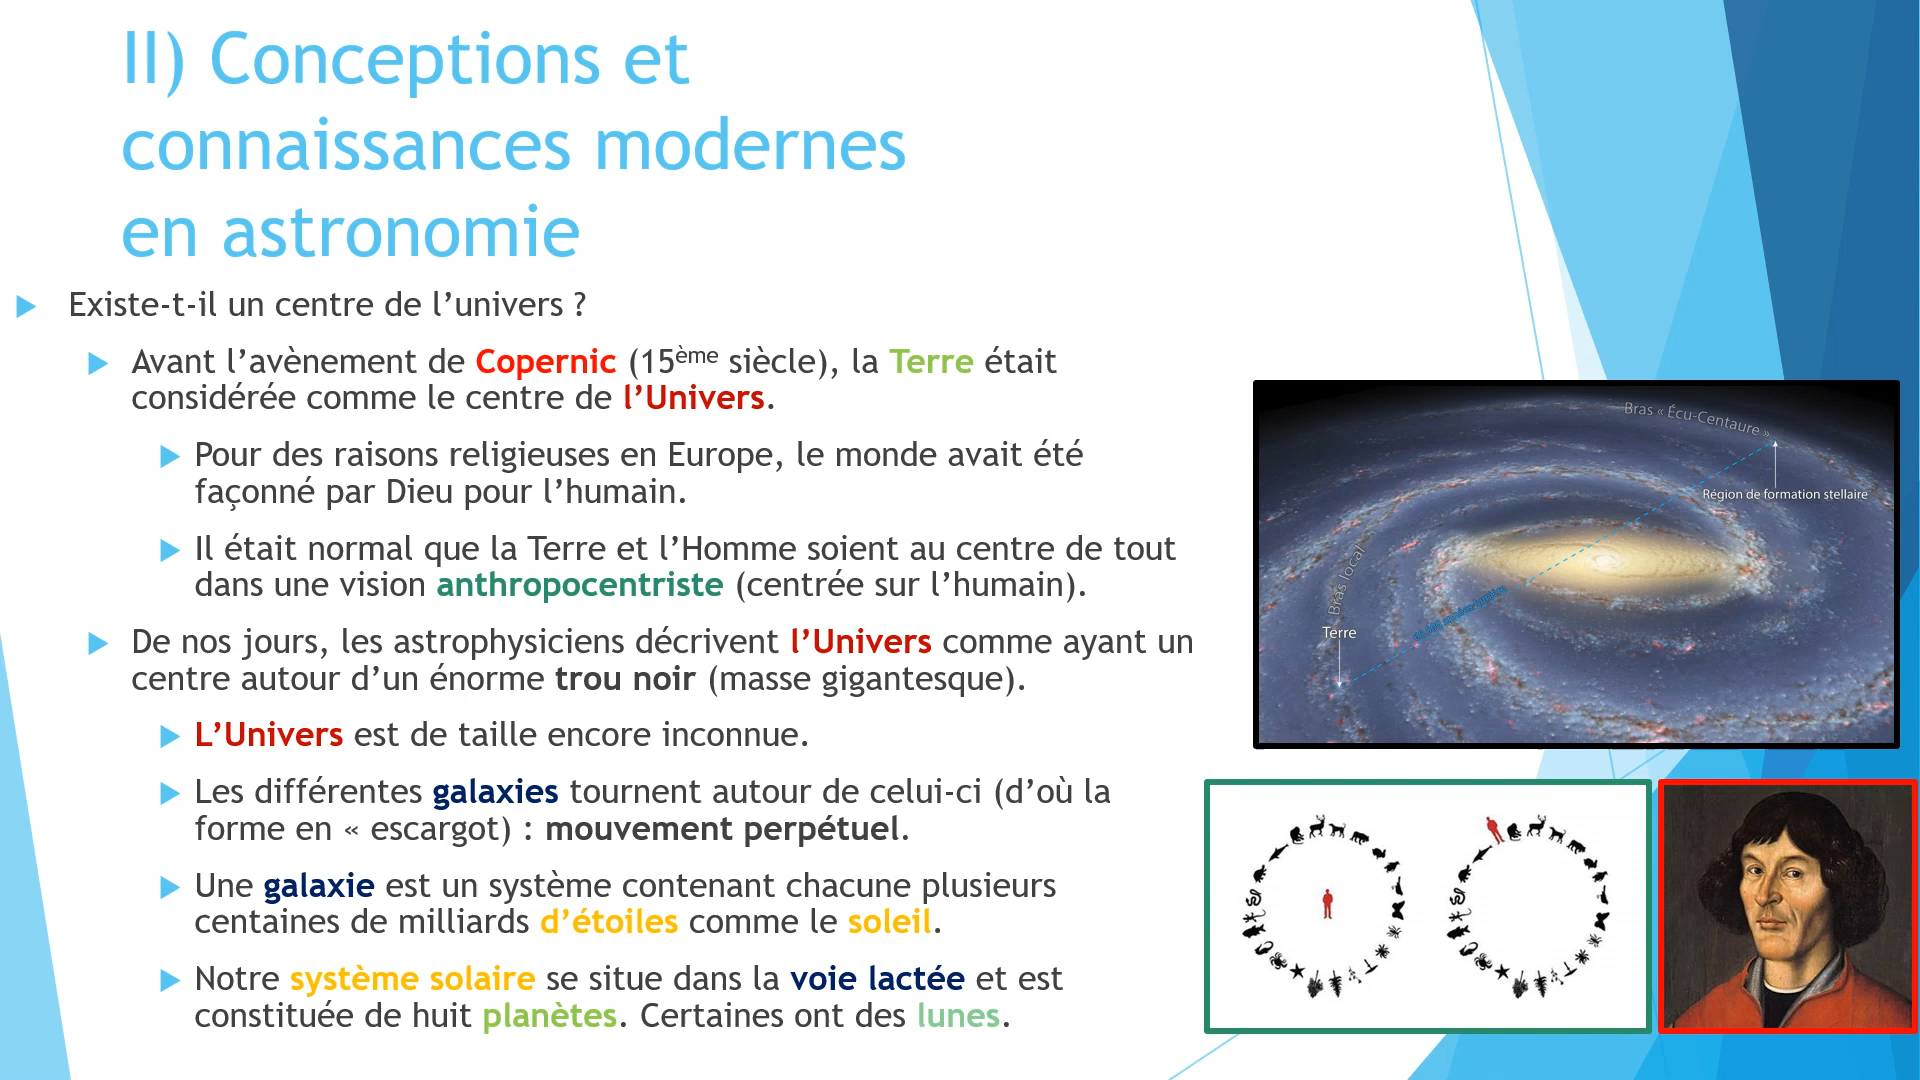 II) Conceptions et
connaissances modernes
en astronomie
Existe-t-il un centre de l’univers ?
Avant l’avènement de Copernic (15ème siècle), la Terre était
considérée comme le centre de l’Univers.
Pour des raisons religieuses en Europe, le monde avait été
façonné par Dieu pour l’humain.
Il était normal que la Terre et l’Homme soient au centre de tout
dans une vision anthropocentriste (centrée sur l’humain).
De nos jours, les astrophysiciens décrivent l’Univers comme ayant un
centre autour d’un énorme trou noir (masse gigantesque).
L’Univers est de taille encore inconnue.
Les différentes galaxies tournent autour de celui-ci (d’où la
forme en « escargot) : mouvement perpétuel.
Une galaxie est un système contenant chacune plusieurs
centaines de milliards d’étoiles comme le soleil.
Notre système solaire se situe dans la voie lactée et est
constituée de huit planètes. Certaines ont des lunes.
Bras « Écu-Centaure »
Région de formation stellaire
Bras local
Terre
années-lumière